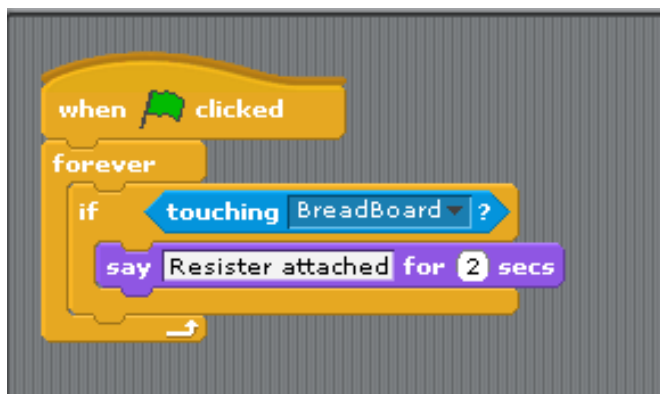 when clicked
forever
if touching BreadBoard ?
say Resister attached for 2 secs